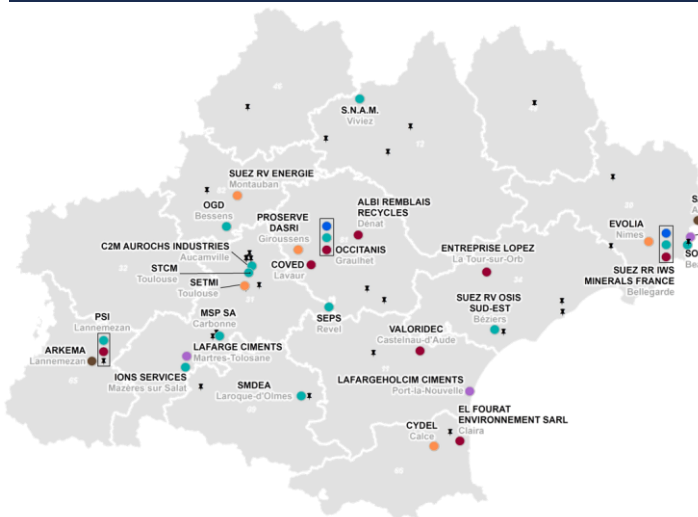 S.N.A.M.
Viviez
SUEZ RV ENERGIE
Montauban
OGD
Bessens
PROSERVE
DASRI
Giroussens
ALBI REMBLAIS
RECYCLES
Dénat
OCCITANIS
Graulhet
C2M AUROCHS INDUSTRIES
Aucamville
COVED
Lavaur
STCM
Toulouse
SETMI
Toulouse
ENTREPRISE LOPEZ
La Tour-sur-Orb
EVOLIA
Nimes
SUEZ RR IWS
MINERALS FRANCE
Bellegarde
SUEZ RV OSIS
SUD-EST
Béziers
PSI
Lannemezan
MSP SA
Carbonne
SEPS
Revel
VALORIDEC
Castelnau-d'Aude
ARKEMA
Lannemezan
LAFARGE CIMENTS
Martres-Tolosane
IONS SERVICES
Mazères sur Salat
SMDEA
Laroque-d'Olmes
LAFARGEHOLCIM CIMENTS
Port-la-Nouvelle
EL FOURAT
ENVIRONNEMENT SARL
Claira
CYDEL
Calce